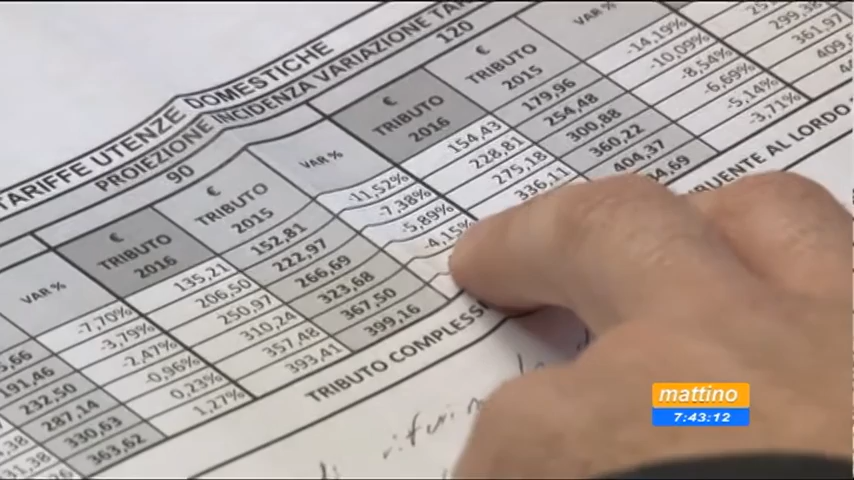 TARIFFE UTENZE DOMESTICHE
PROIEZIONE INCIDENZA VARIAZIONE
90 120
VAR % € TRIBUTO 2016 € TRIBUTO 2015 VAR % € TRIBUTO 2016 € TRIBUTO 2015 VAR %
-7,70% 135,21 152,81 -11,52% 154,43 179,96 -14,19%
191,46 -3,79% 206,50 222,97 -7,38% 228,81 254,48 -10,09% 299,38
232,50 -2,47% 250,97 266,69 -5,89% 275,18 300,88 -8,54% 361,97
287,14 -0,96% 310,24 323,68 -4,15% 336,11 360,22 -6,69%
330,63 0,23% 357,48 367,50 404,37 -5,14%
363,62 1,27% 393,41 399,16 -3,71%
TRIBUTO AL LORDO
mattino
7:43:12